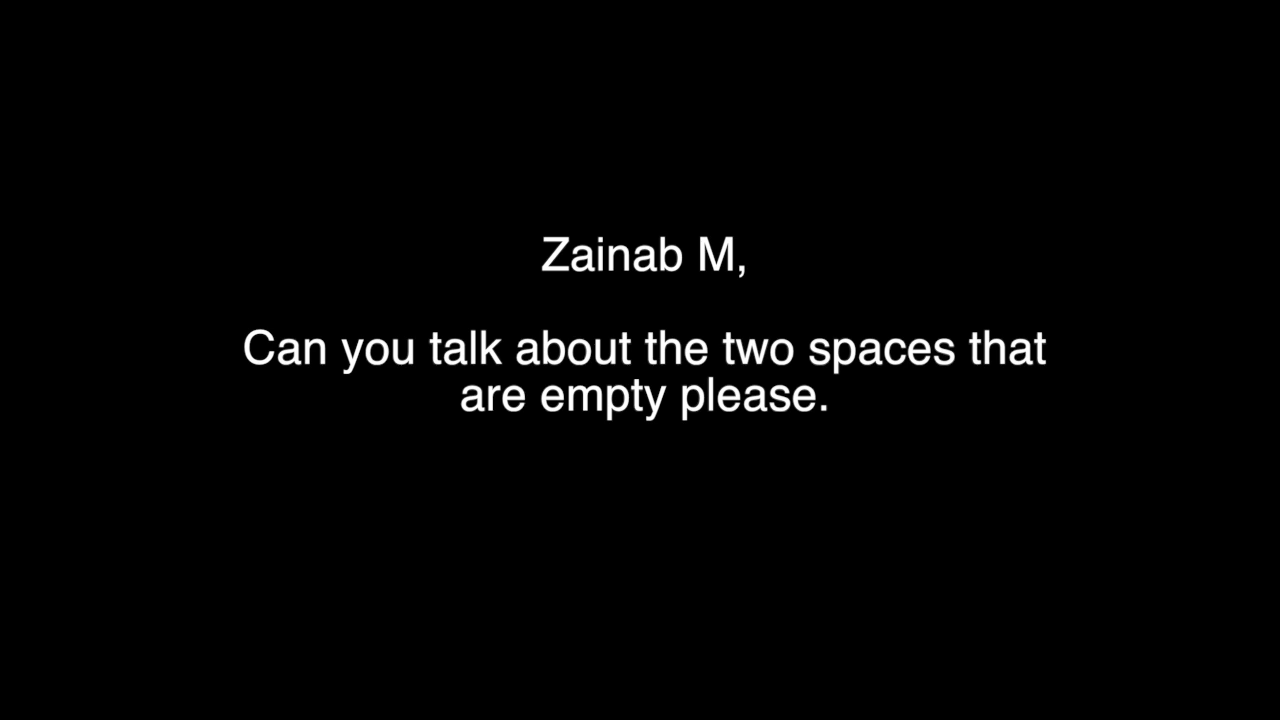 Zainab M,
Can you talk about the two spaces that
are empty please.